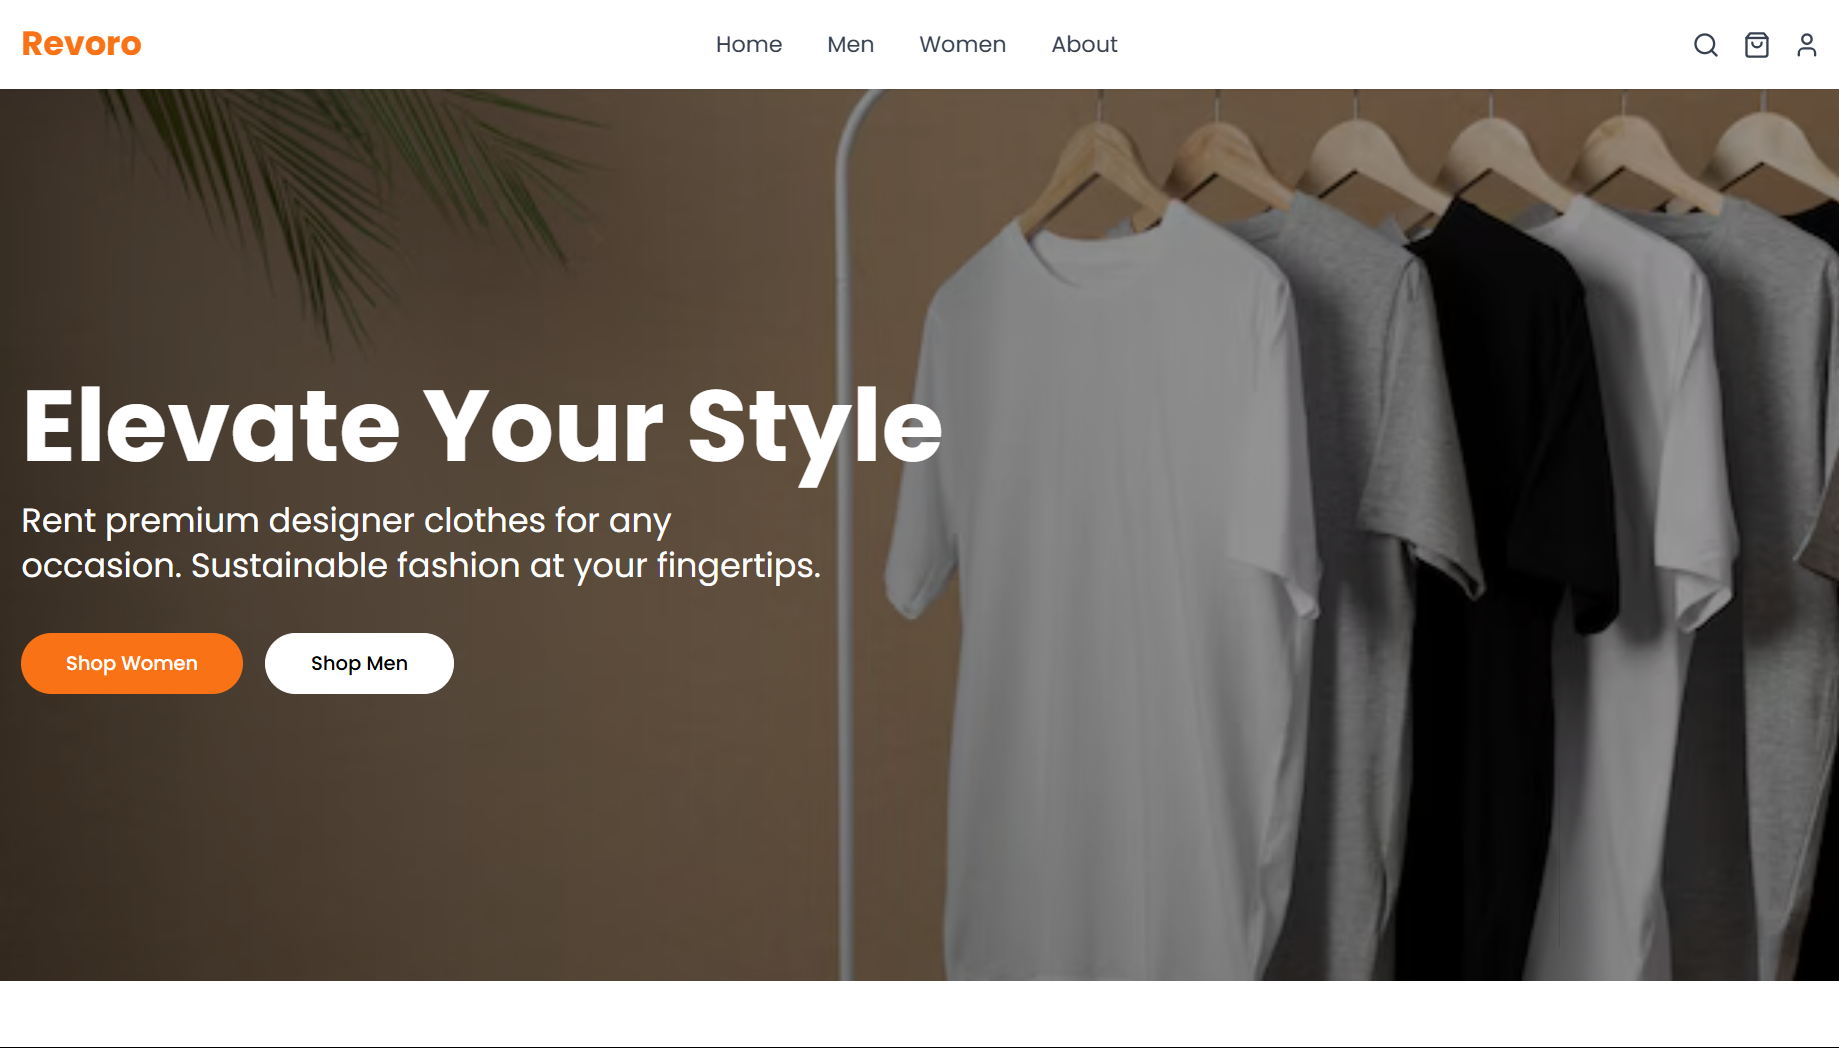 Revoro
Home Men Women About
Elevate Your Style
Rent premium designer clothes for any
occasion. Sustainable fashion at your fingertips.
Shop Women Shop Men